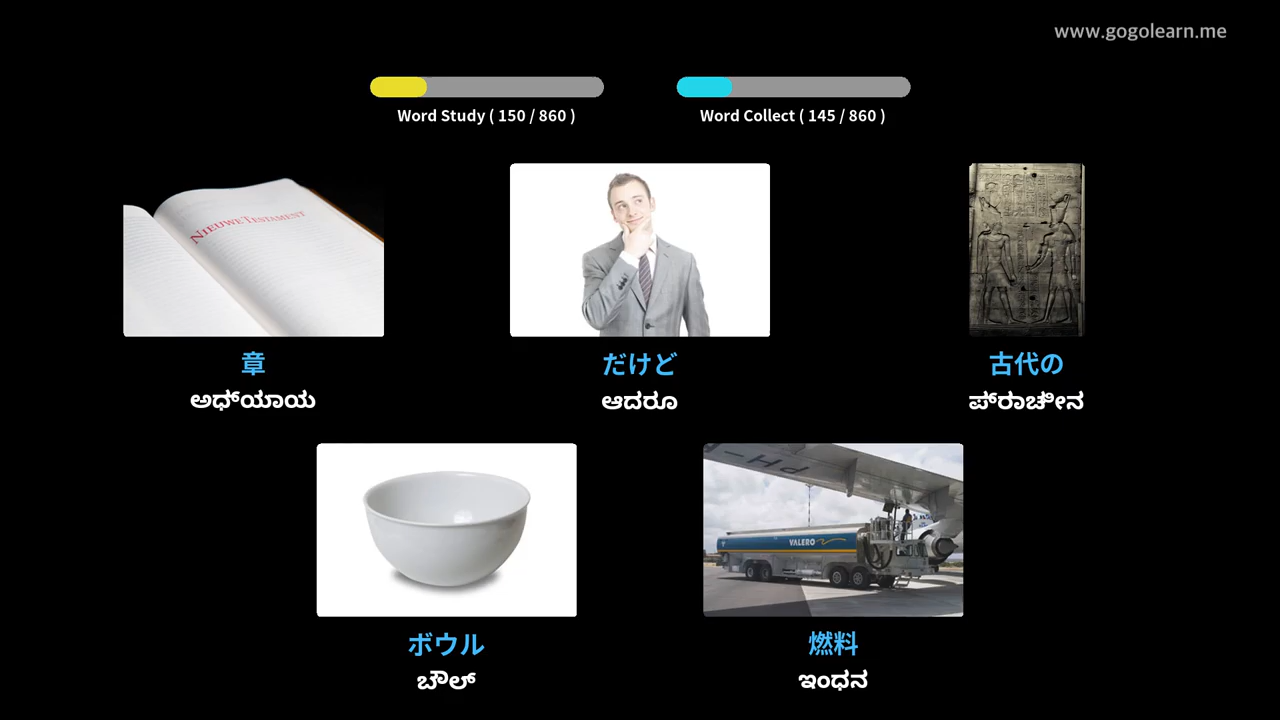 www.gogolearn.me
Word Study ( 150 / 860 )
Word Collect ( 145 / 860 )
NIEUWE TESTAMENT
章
ಅಧ್ಯಾಯ
だけど
ಆದರೂ
古代の
ಪ್ರಾಚೀನ
PH-
VALERO
ボウル
ಬೌಲ್
燃料
ಇಂಧನ